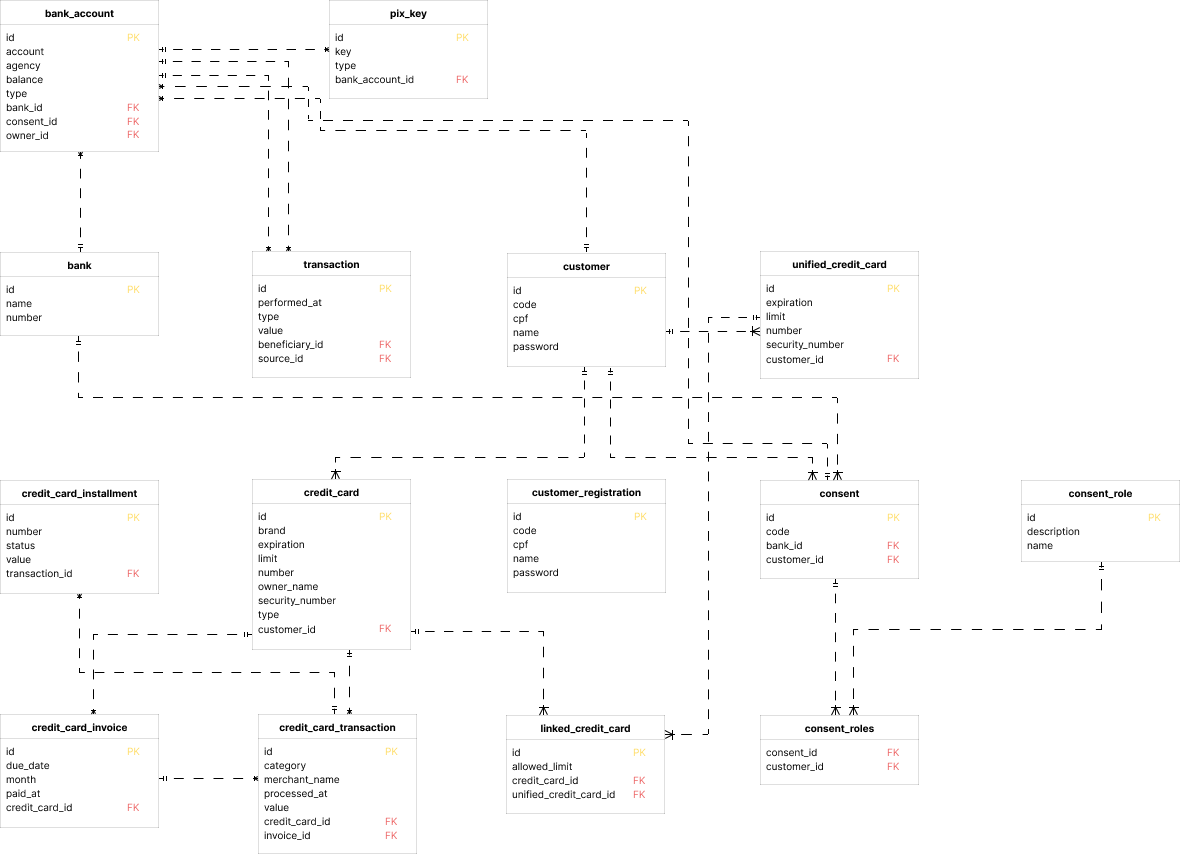 bank_account
id PK
account
agency
balance
type
bank_id FK
consent_id FK
owner_id FK
pix_key
id PK
key
type
bank_account_id FK
bank
id PK
name
number
transaction
id PK
performed_at
type
value
beneficiary_id FK
source_id FK
customer
id PK
code
cpf
name
password
unified_credit_card
id PK
expiration
limit
number
security_number
customer_id FK
credit_card_installment
id PK
number
status
value
transaction_id FK
credit_card
id PK
brand
expiration
limit
number
owner_name
security_number
type
customer_id FK
customer_registration
id PK
code
cpf
name
password
consent
id PK
code
bank_id FK
customer_id FK
consent_role
id PK
description
name
credit_card_invoice
id PK
due_date
month
paid_at
credit_card_id FK
credit_card_transaction
id PK
category
merchant_name
processed_at
value
credit_card_id FK
invoice_id FK
linked_credit_card
id PK
allowed_limit
credit_card_id FK
unified_credit_card_id FK
consent_roles
consent_id FK
customer_id FK